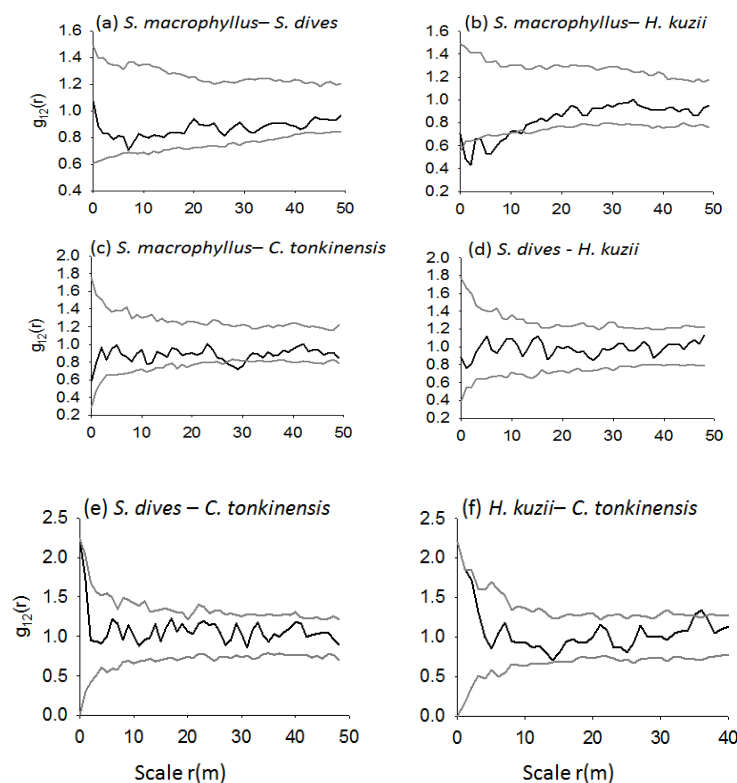 (a) S. macrophyllus– S. dives
1.6
1.4
1.2
1.0
0.8
0.6
0.4
g12(r)
0 10 20 30 40 50
(b) S. macrophyllus– H. kuzii
1.6
1.4
1.2
1.0
0.8
0.6
0.4
0.2
0 10 20 30 40 50
(c) S. macrophyllus– C. tonkinensis
2.0
1.8
1.6
1.4
1.2
1.0
0.8
0.6
0.4
0.2
g12(r)
0 10 20 30 40 50
(d) S. dives - H. kuzii
2.0
1.8
1.6
1.4
1.2
1.0
0.8
0.6
0.4
0.2
0 10 20 30 40 50
(e) S. dives – C. tonkinensis
2.5
2.0
1.5
1.0
0.5
0.0
g12(r)
0 10 20 30 40 50
Scale r(m)
(f) H. kuzii– C. tonkinensis
2.5
2.0
1.5
1.0
0.5
0.0
0 10 20 30 40
Scale r(m)